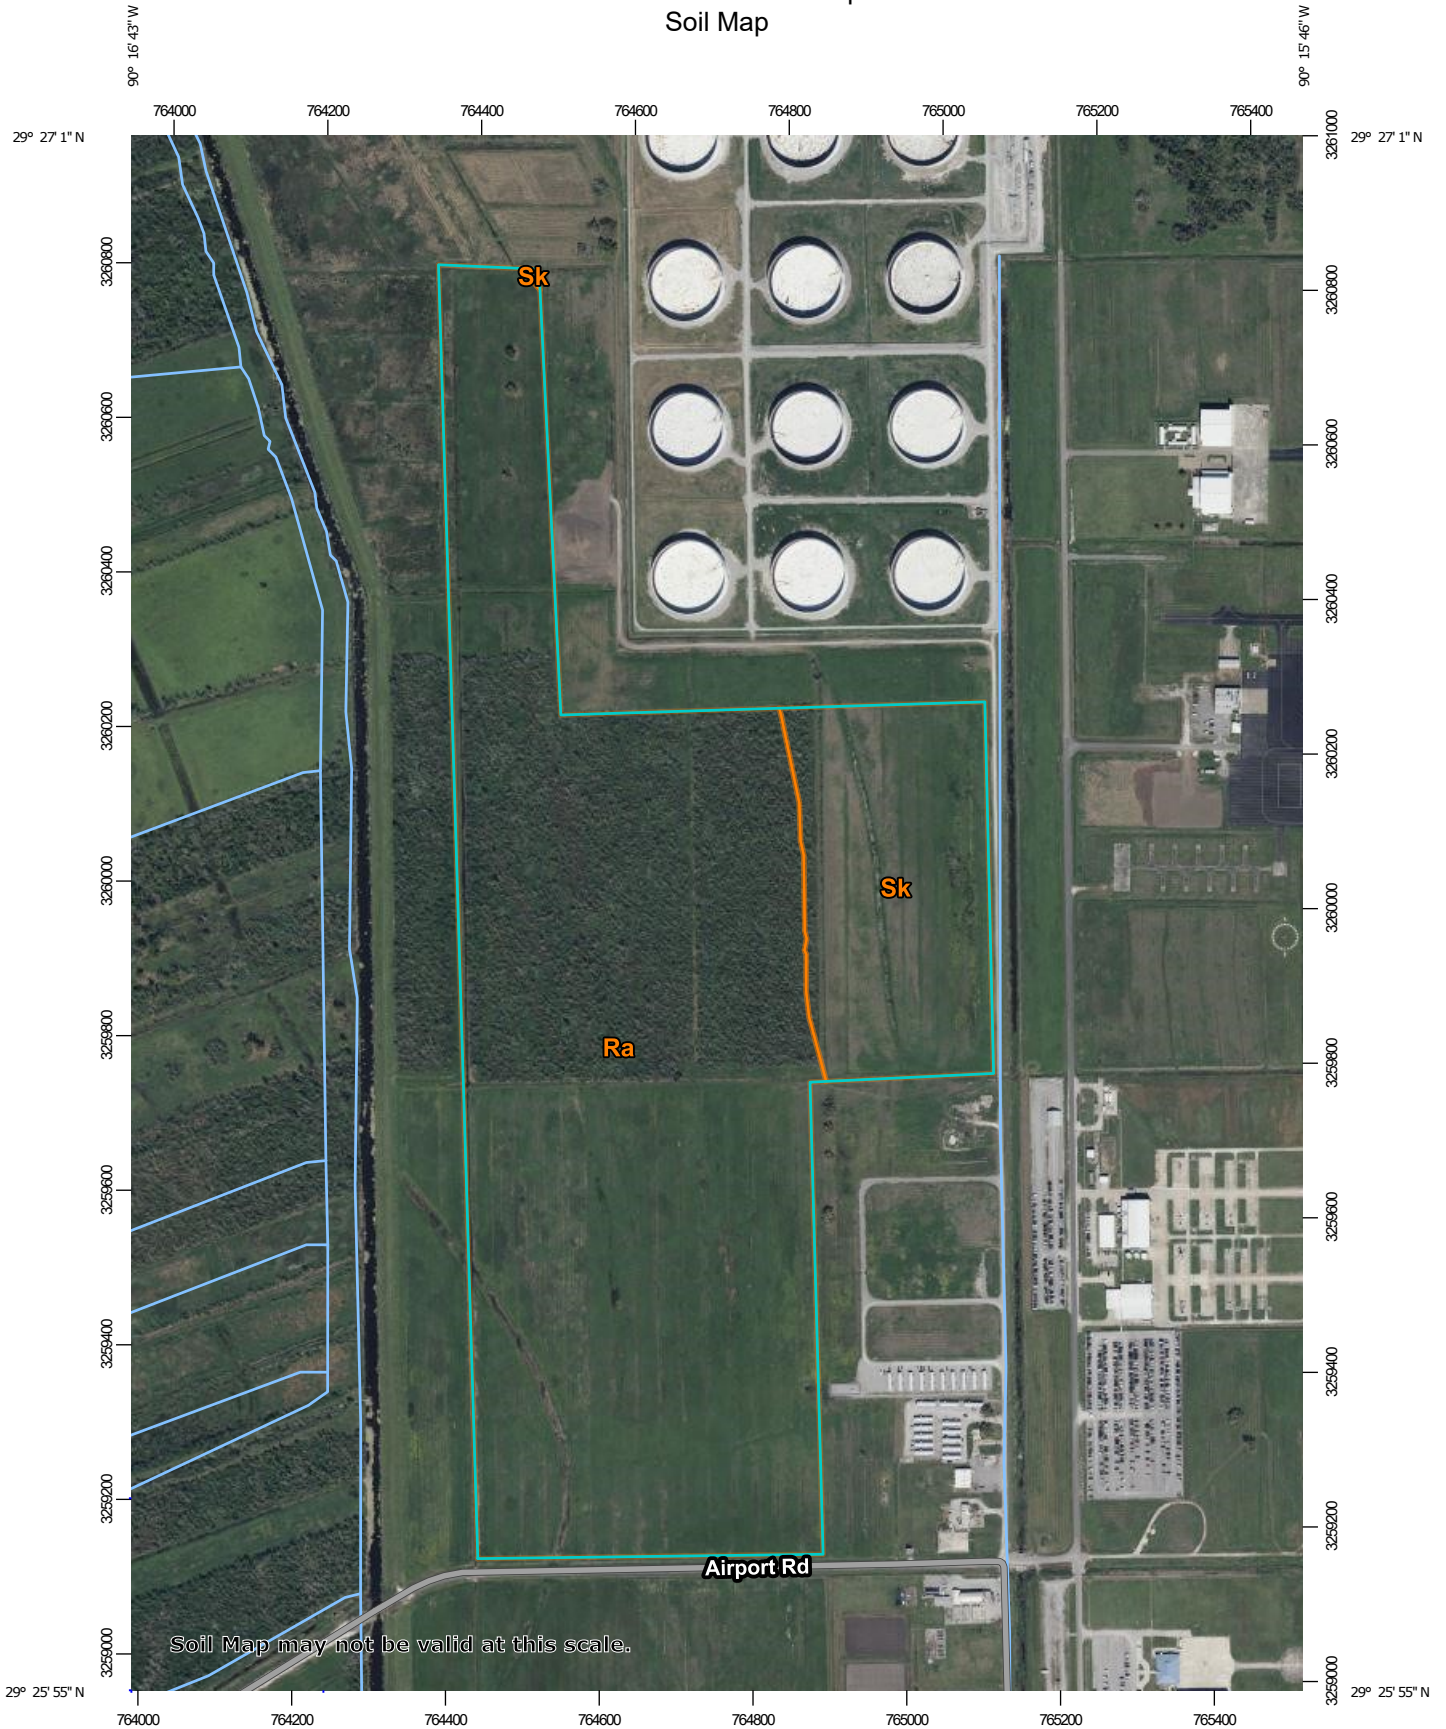 Soil Map
90° 16' 43'' W
90° 15' 46'' W
764000 764200 764400 764600 764800 765000 765200 765400
29° 27' 1'' N
29° 27' 1'' N
3261000
3260800
3260800
3260600
3260600
3260400
3260400
3260200
3260200
3260000
3260000
3259800
3259800
3259600
3259600
3259400
3259400
3259200
3259200
3259000
3259000
Sk
Sk
Ra
Airport Rd
Soil Map may not be valid at this scale.
29° 25' 55'' N
29° 25' 55'' N
764000 764200 764400 764600 764800 765000 765200 765400